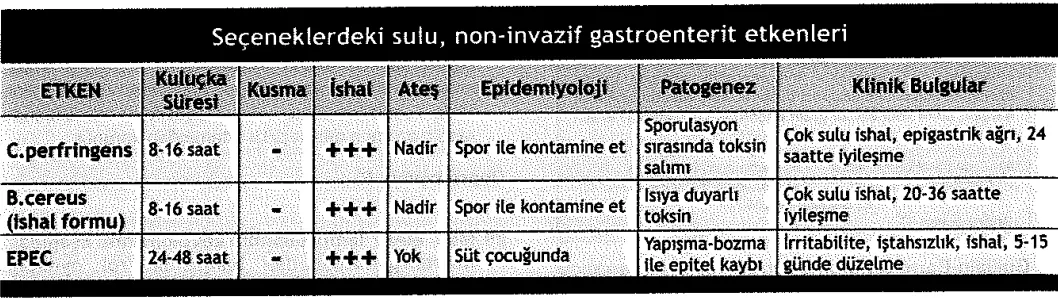 Seçeneklerdeki sulu, non-invazif gastroenterit etkenleri
ETKEN Kuluçka Süresi Kusma İshal Ateş Epidemiyoloji Patogenez Klinik Bulgular
C.perfringens 8-16 saat - +++ Nadir Spor ile kontamine et Sporulasyon sırasında toksin salımı Çok sulu ishal, epigastrik ağrı, 24 saatte iyileşme
B.cereus (ishal formu) 8-16 saat - +++ Nadir Spor ile kontamine et Isıya duyarlı toksin Çok sulu ishal, 20-36 saatte iyileşme
EPEC 24-48 saat - +++ Yok Süt çocuğunda Yapışma-bozma ile epitel kaybı İrritabilite, iştahsızlık, ishal, 5-15 günde düzelme